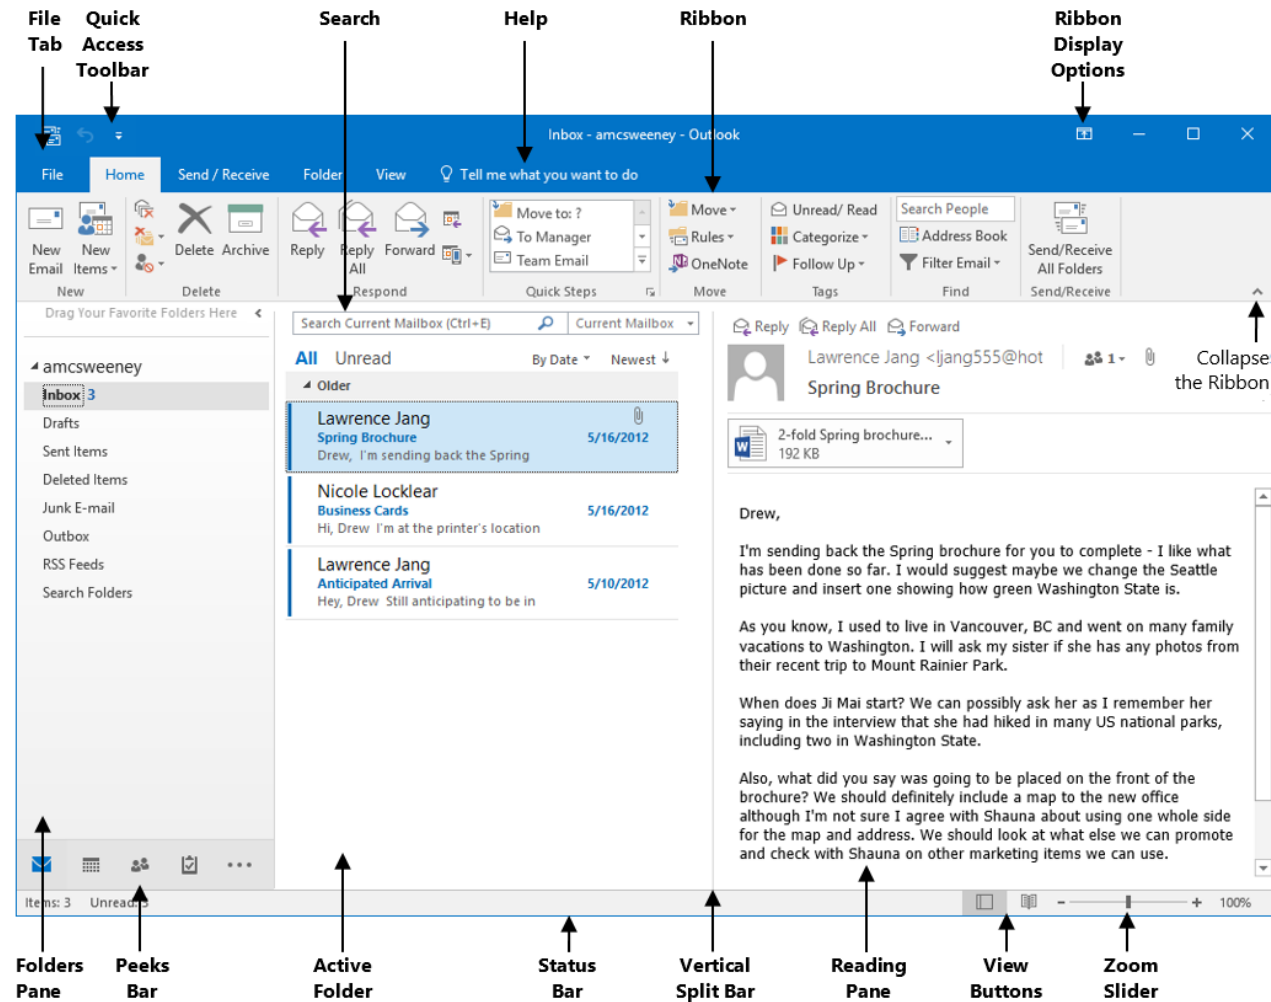 File Tab
Quick Access Toolbar
Search
Help
Ribbon
Ribbon Display Options
Inbox - amcsweeney - Outlook
File Home Send / Receive Folder View Tell me what you want to do
New Email
New Items
New
Delete
Archive
Delete
Reply
Reply All
Forward
Respond
Move to: ?
To Manager
Team Email
Quick Steps
Move
Rules
OneNote
Move
Unread/ Read
Categorize
Follow Up
Tags
Search People
Address Book
Filter Email
Find
Send/Receive All Folders
Send/Receive
Collapses
the Ribbon
Drag Your Favorite Folders Here
amcsweeney
Inbox 3
Drafts
Sent Items
Deleted Items
Junk E-mail
Outbox
RSS Feeds
Search Folders
Search Current Mailbox (Ctrl+E) Current Mailbox
All Unread By Date Newest
Older
Lawrence Jang
Spring Brochure 5/16/2012
Drew, I'm sending back the Spring
Nicole Locklear
Business Cards 5/16/2012
Hi, Drew I'm at the printer's location
Lawrence Jang
Anticipated Arrival 5/10/2012
Hey, Drew Still anticipating to be in
Reply Reply All Forward
Lawrence Jang <ljang555@hot 1
Spring Brochure
2-fold Spring brochure...
192 KB
Drew,
I'm sending back the Spring brochure for you to complete - I like what
has been done so far. I would suggest maybe we change the Seattle
picture and insert one showing how green Washington State is.
As you know, I used to live in Vancouver, BC and went on many family
vacations to Washington. I will ask my sister if she has any photos from
their recent trip to Mount Rainier Park.
When does Ji Mai start? We can possibly ask her as I remember her
saying in the interview that she had hiked in many US national parks,
including two in Washington State.
Also, what did you say was going to be placed on the front of the
brochure? We should definitely include a map to the new office
although I'm not sure I agree with Shauna about using one whole side
for the map and address. We should look at what else we can promote
and check with Shauna on other marketing items we can use.
Items: 3 Unread: 3
100%
Folders Pane
Peeks Bar
Active Folder
Status Bar
Vertical Split Bar
Reading Pane
View Buttons
Zoom Slider